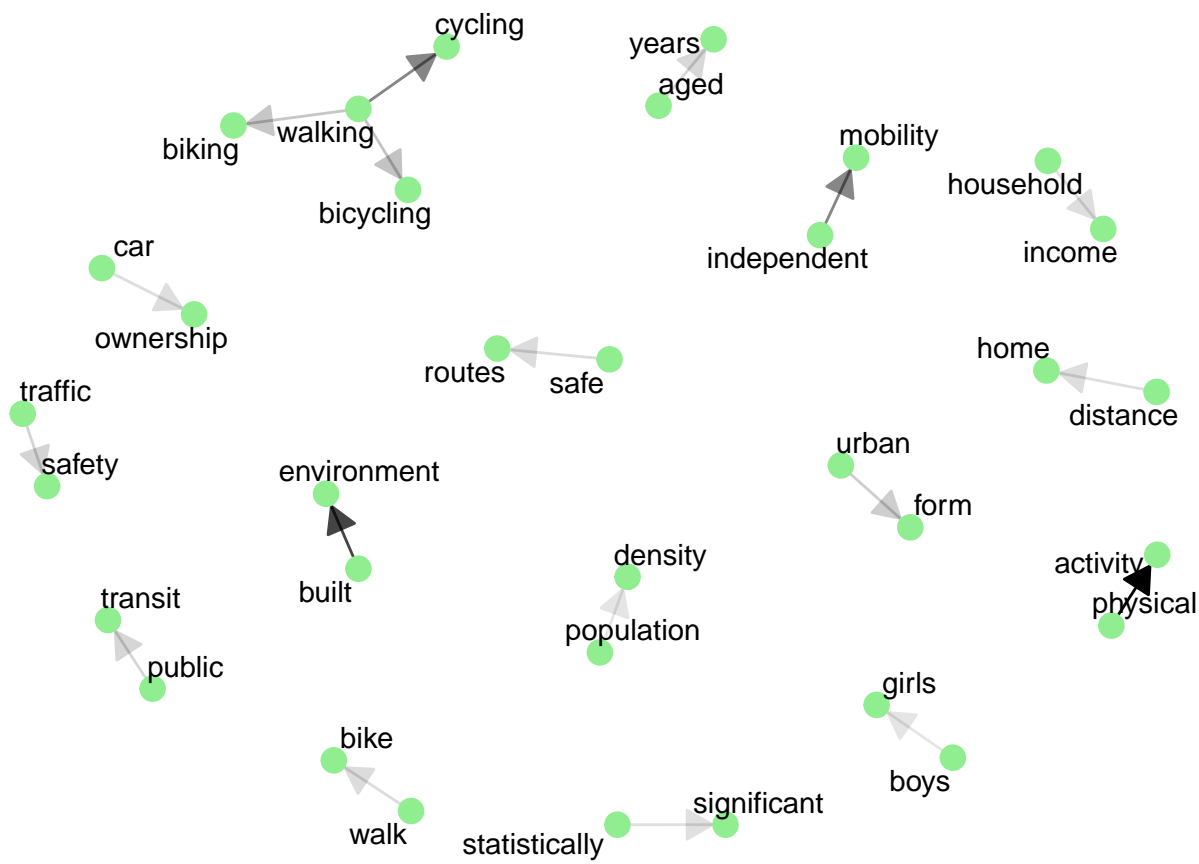 cycling
years
aged
walking
biking
mobility
household
bicycling
car
independent
income
ownership
home
routes
safe
traffic
distance
urban
safety
environment
form
density
activity
built
transit
physical
population
public
girls
bike
boys
significant
walk
statistically